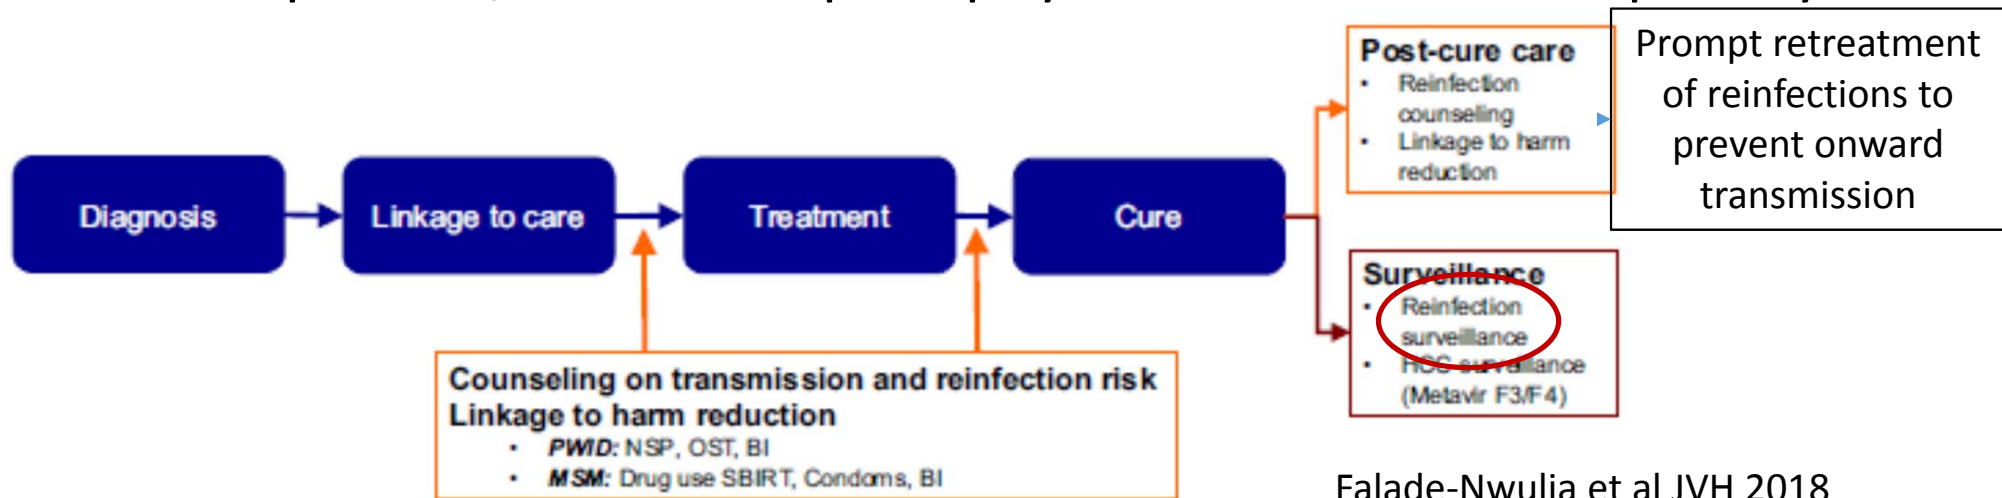 Post-cure care
• Reinfection
counseling
• Linkage to harm
reduction
Prompt retreatment
of reinfections to
prevent onward
transmission
Diagnosis
Linkage to care
Treatment
Cure
Surveillance
• Reinfection
surveillance
• HCC surveillance
(Metavir F3/F4)
Counseling on transmission and reinfection risk
Linkage to harm reduction
• PWID: NSP, OST, BI
• MSM: Drug use SBIRT, Condoms, BI
Falade-Nwulia et al JVH 2018